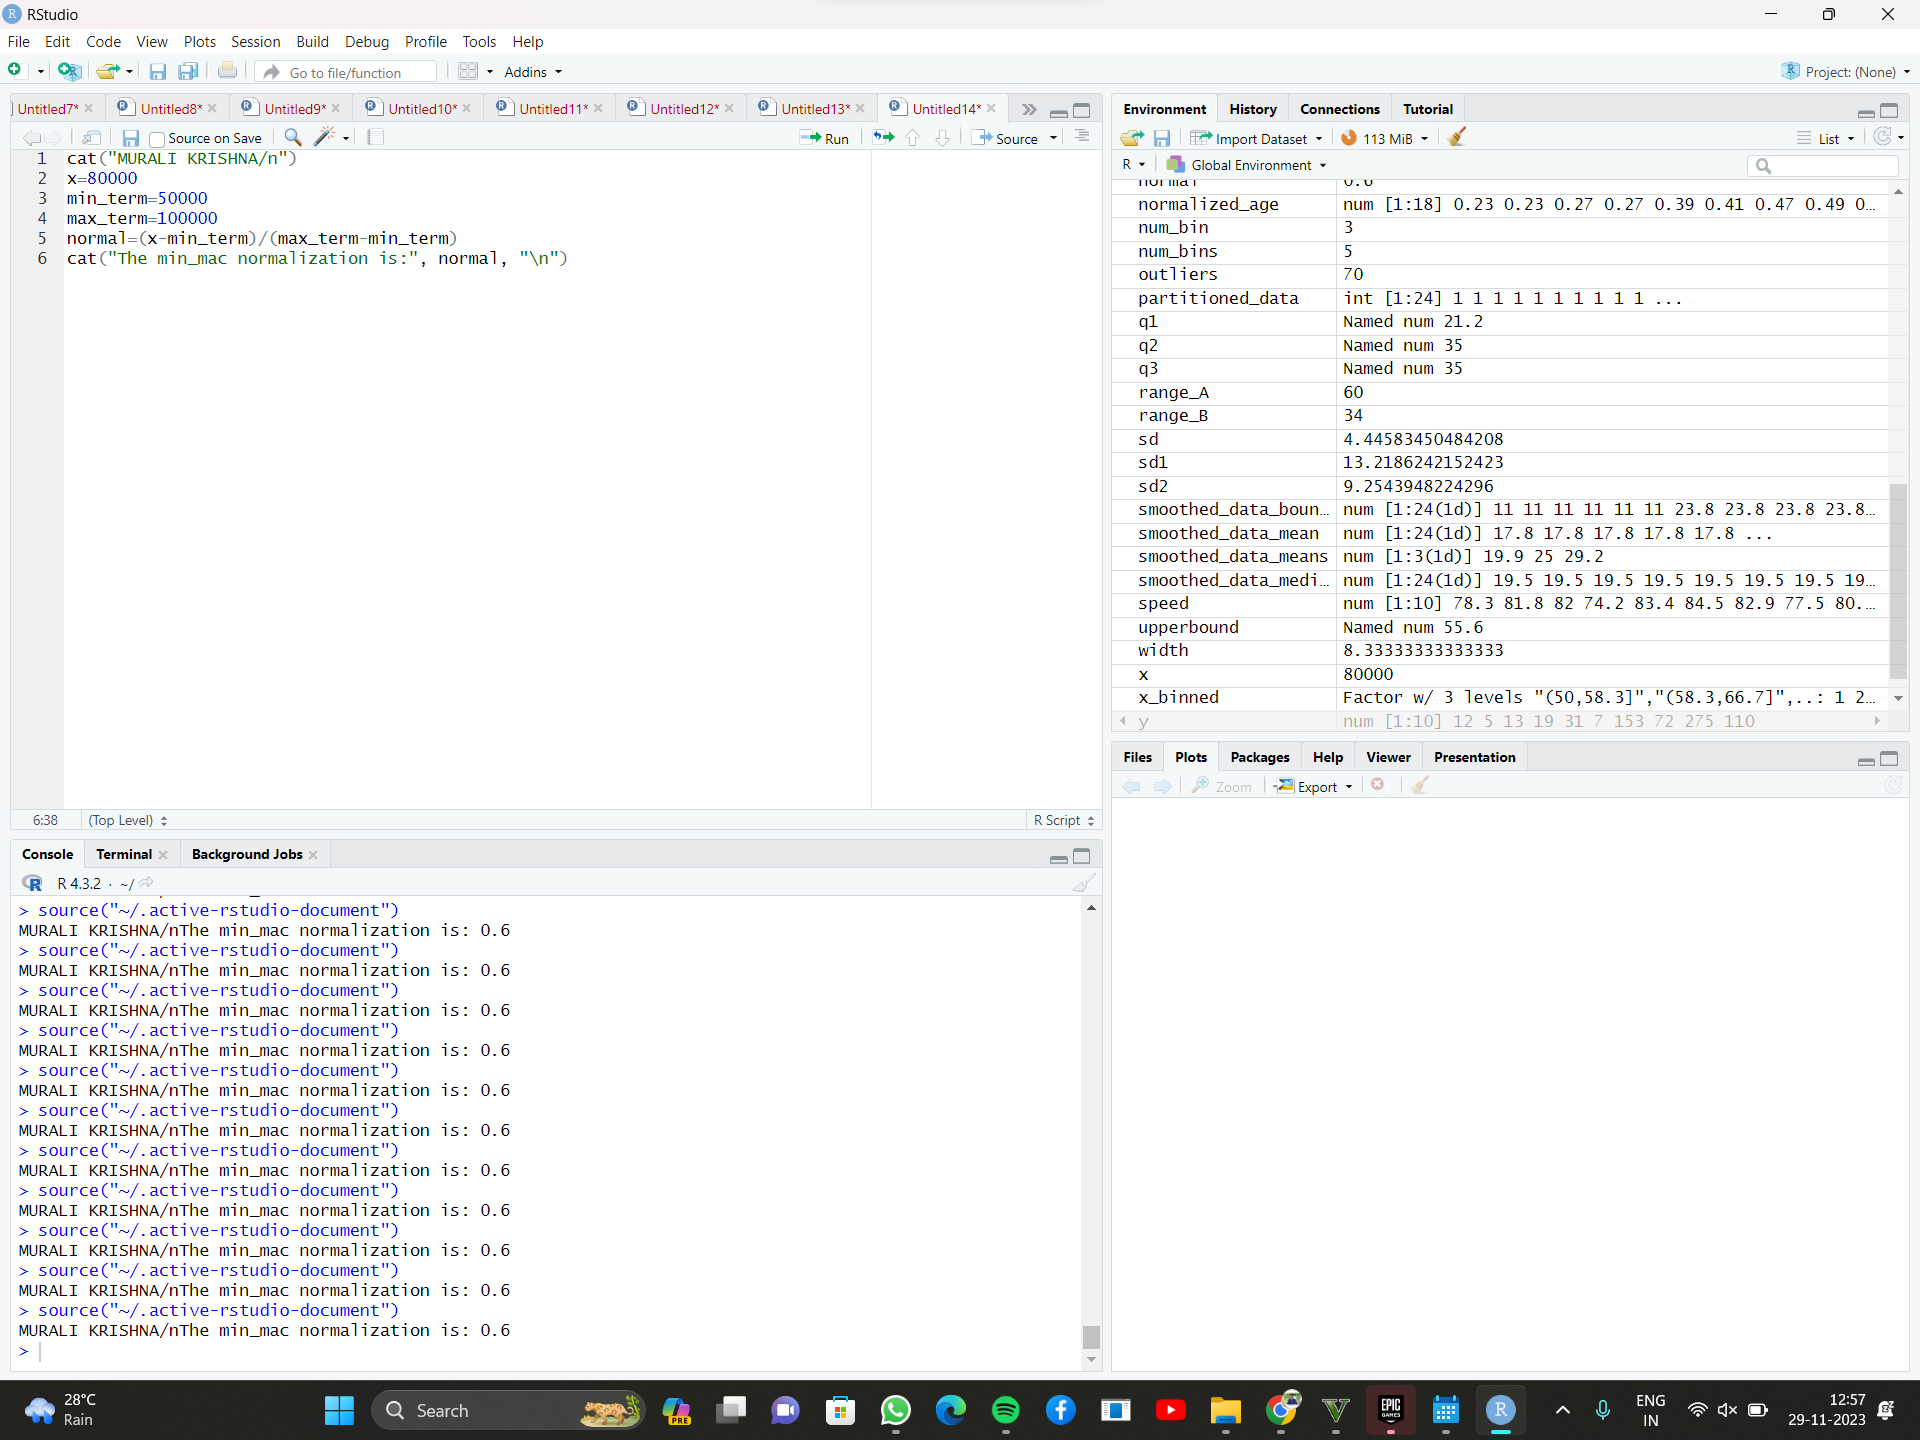 RStudio
File Edit Code View Plots Session Build Debug Profile Tools Help
Go to file/function Addins Project: (None)
Untitled7* Untitled8* Untitled9* Untitled10* Untitled11* Untitled12* Untitled13* Untitled14*
Source on Save Run Source
1 cat("MURALI KRISHNA/n")
2 x=80000
3 min_term=50000
4 max_term=100000
5 normal=(x-min_term)/(max_term-min_term)
6 cat("The min_mac normalization is:", normal, "\n")
6:38 (Top Level) R Script
Console Terminal Background Jobs
R 4.3.2 · ~/
> source("~/.active-rstudio-document")
MURALI KRISHNA/nThe min_mac normalization is: 0.6
> source("~/.active-rstudio-document")
MURALI KRISHNA/nThe min_mac normalization is: 0.6
> source("~/.active-rstudio-document")
MURALI KRISHNA/nThe min_mac normalization is: 0.6
> source("~/.active-rstudio-document")
MURALI KRISHNA/nThe min_mac normalization is: 0.6
> source("~/.active-rstudio-document")
MURALI KRISHNA/nThe min_mac normalization is: 0.6
> source("~/.active-rstudio-document")
MURALI KRISHNA/nThe min_mac normalization is: 0.6
> source("~/.active-rstudio-document")
MURALI KRISHNA/nThe min_mac normalization is: 0.6
> source("~/.active-rstudio-document")
MURALI KRISHNA/nThe min_mac normalization is: 0.6
> source("~/.active-rstudio-document")
MURALI KRISHNA/nThe min_mac normalization is: 0.6
> source("~/.active-rstudio-document")
MURALI KRISHNA/nThe min_mac normalization is: 0.6
> source("~/.active-rstudio-document")
MURALI KRISHNA/nThe min_mac normalization is: 0.6
>
Environment History Connections Tutorial
Import Dataset 113 MiB List
R Global Environment
normal 0.6
normalized_age num [1:18] 0.23 0.23 0.27 0.27 0.39 0.41 0.47 0.49 0…
num_bin 3
num_bins 5
outliers 70
partitioned_data int [1:24] 1 1 1 1 1 1 1 1 1 1 ...
q1 Named num 21.2
q2 Named num 35
q3 Named num 35
range_A 60
range_B 34
sd 4.44583450484208
sd1 13.2186242152423
sd2 9.2543948224296
smoothed_data_boun… num [1:24(1d)] 11 11 11 11 11 11 23.8 23.8 23.8 23.8…
smoothed_data_mean num [1:24(1d)] 17.8 17.8 17.8 17.8 17.8 ...
smoothed_data_means num [1:3(1d)] 19.9 25 29.2
smoothed_data_medi… num [1:24(1d)] 19.5 19.5 19.5 19.5 19.5 19.5 19.5 19…
speed num [1:10] 78.3 81.8 82 74.2 83.4 84.5 82.9 77.5 80.…
upperbound Named num 55.6
width 8.33333333333333
x 80000
x_binned Factor w/ 3 levels "(50,58.3]","(58.3,66.7]",..: 1 2…
y num [1:10] 12 5 13 19 31 7 153 72 275 110
Files Plots Packages Help Viewer Presentation
Zoom Export
28°C
Rain
Search
PRE
EPIC
GAMES
R
ENG
IN
12:57
29-11-2023